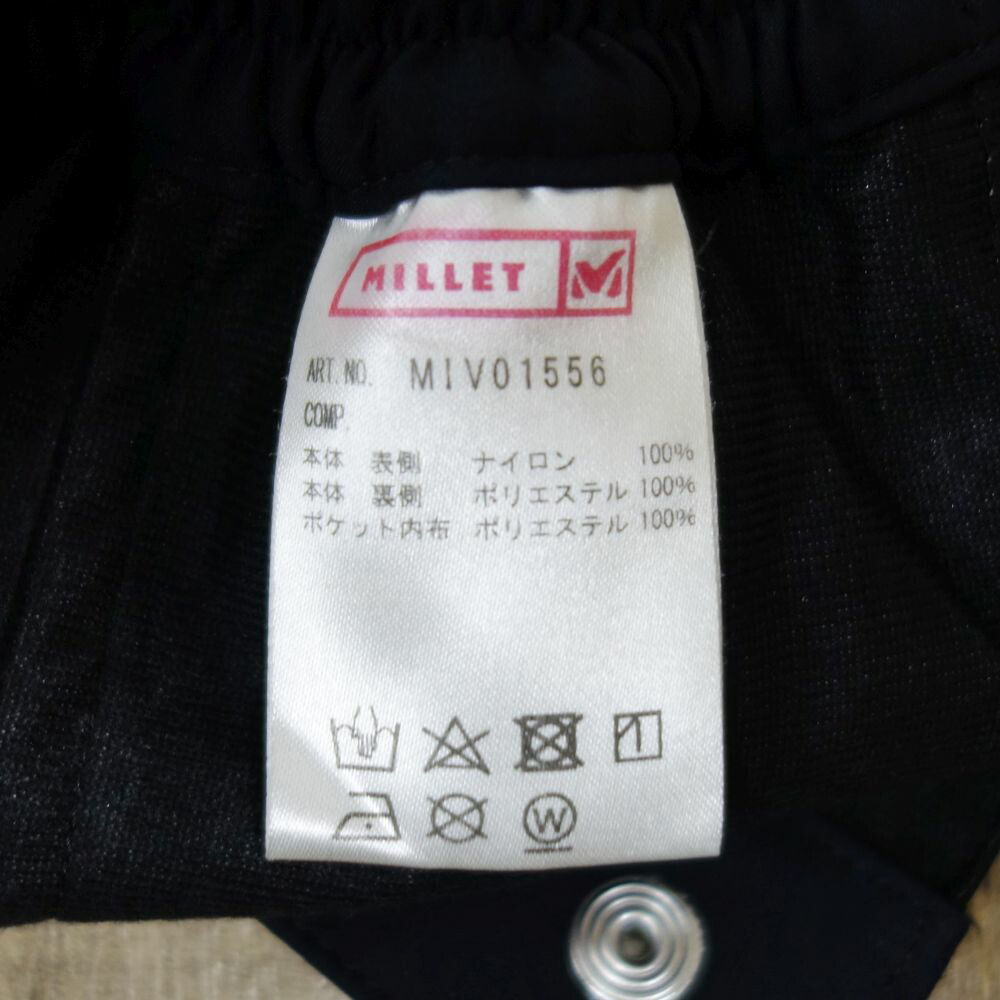 MILLET
ART.NO. MIV01556
COMP.
本体 表側 ナイロン 100%
本体 裏側 ポリエステル 100%
ポケット内布 ポリエステル 100%
W